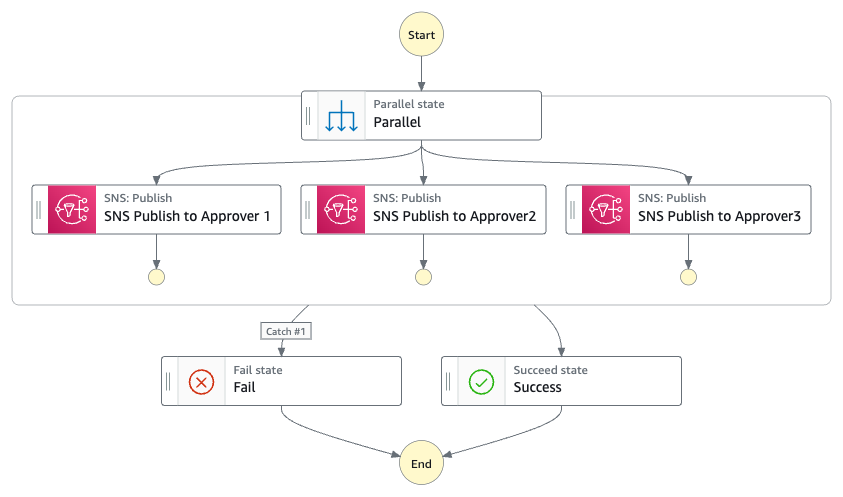 Start
Parallel state
Parallel
SNS: Publish
SNS Publish to Approver 1
SNS: Publish
SNS Publish to Approver2
SNS: Publish
SNS Publish to Approver3
Catch #1
Fail state
Fail
Succeed state
Success
End